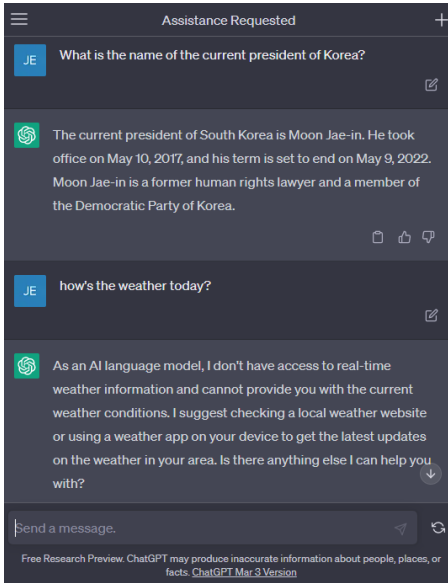 Assistance Requested
JE
What is the name of the current president of Korea?
The current president of South Korea is Moon Jae-in. He took
office on May 10, 2017, and his term is set to end on May 9, 2022.
Moon Jae-in is a former human rights lawyer and a member of
the Democratic Party of Korea.
JE
how's the weather today?
As an AI language model, I don't have access to real-time
weather information and cannot provide you with the current
weather conditions. I suggest checking a local weather website
or using a weather app on your device to get the latest updates
on the weather in your area. Is there anything else I can help you
with?
Send a message.
Free Research Preview. ChatGPT may produce inaccurate information about people, places, or
facts. ChatGPT Mar 3 Version